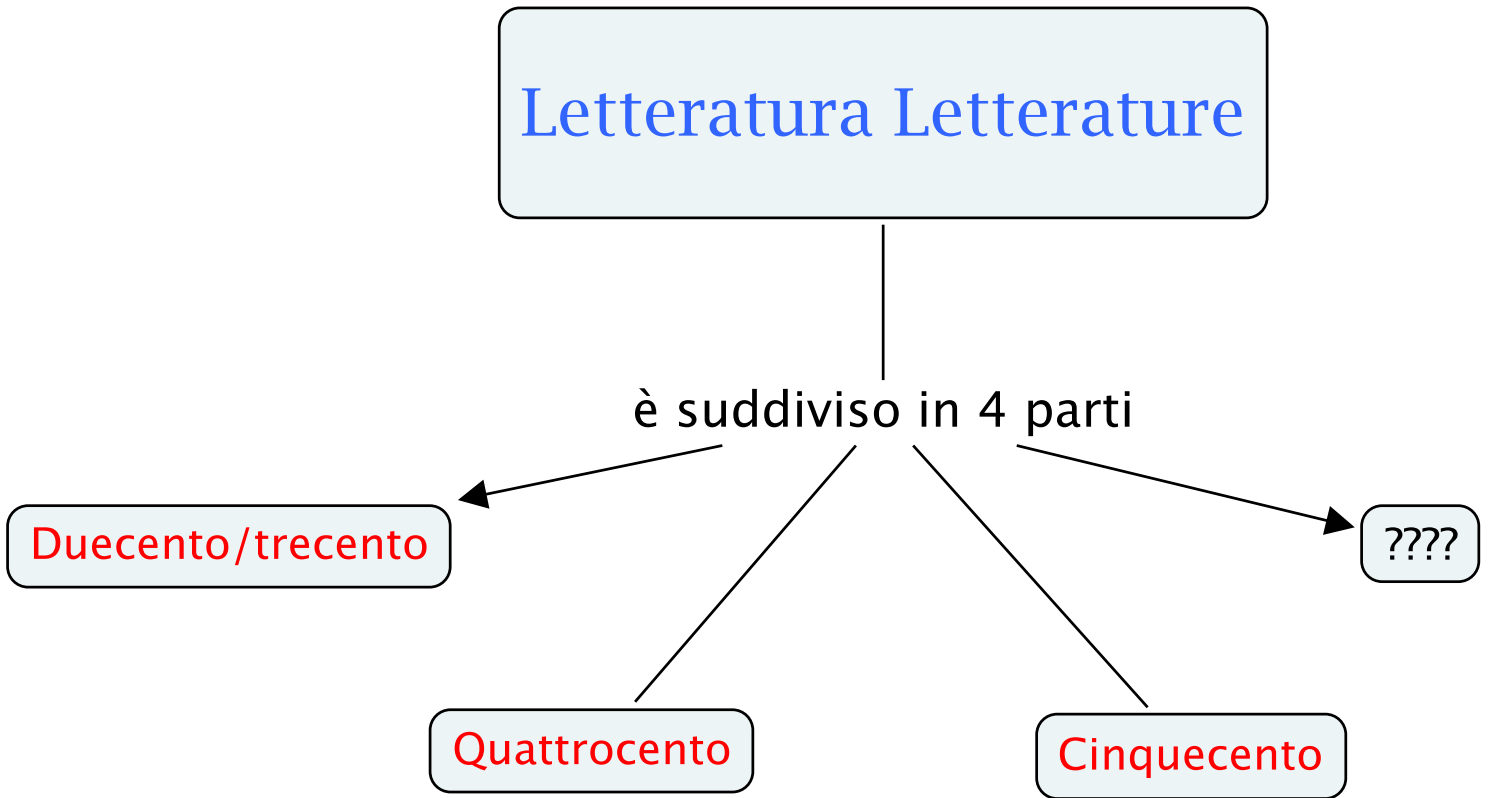 Letteratura Letterature
è suddiviso in 4 parti
Duecento/trecento
????
Quattrocento
Cinquecento